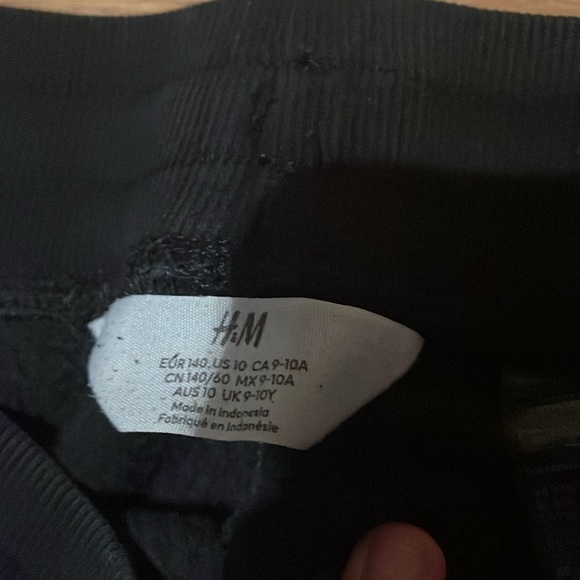 H&M
EUR 140 US 10 CA 9-10A
CN 140/60 MX 9-10A
AUS 10 UK 9-10Y
Made in Indonesia
Fabriqué en Indonésie